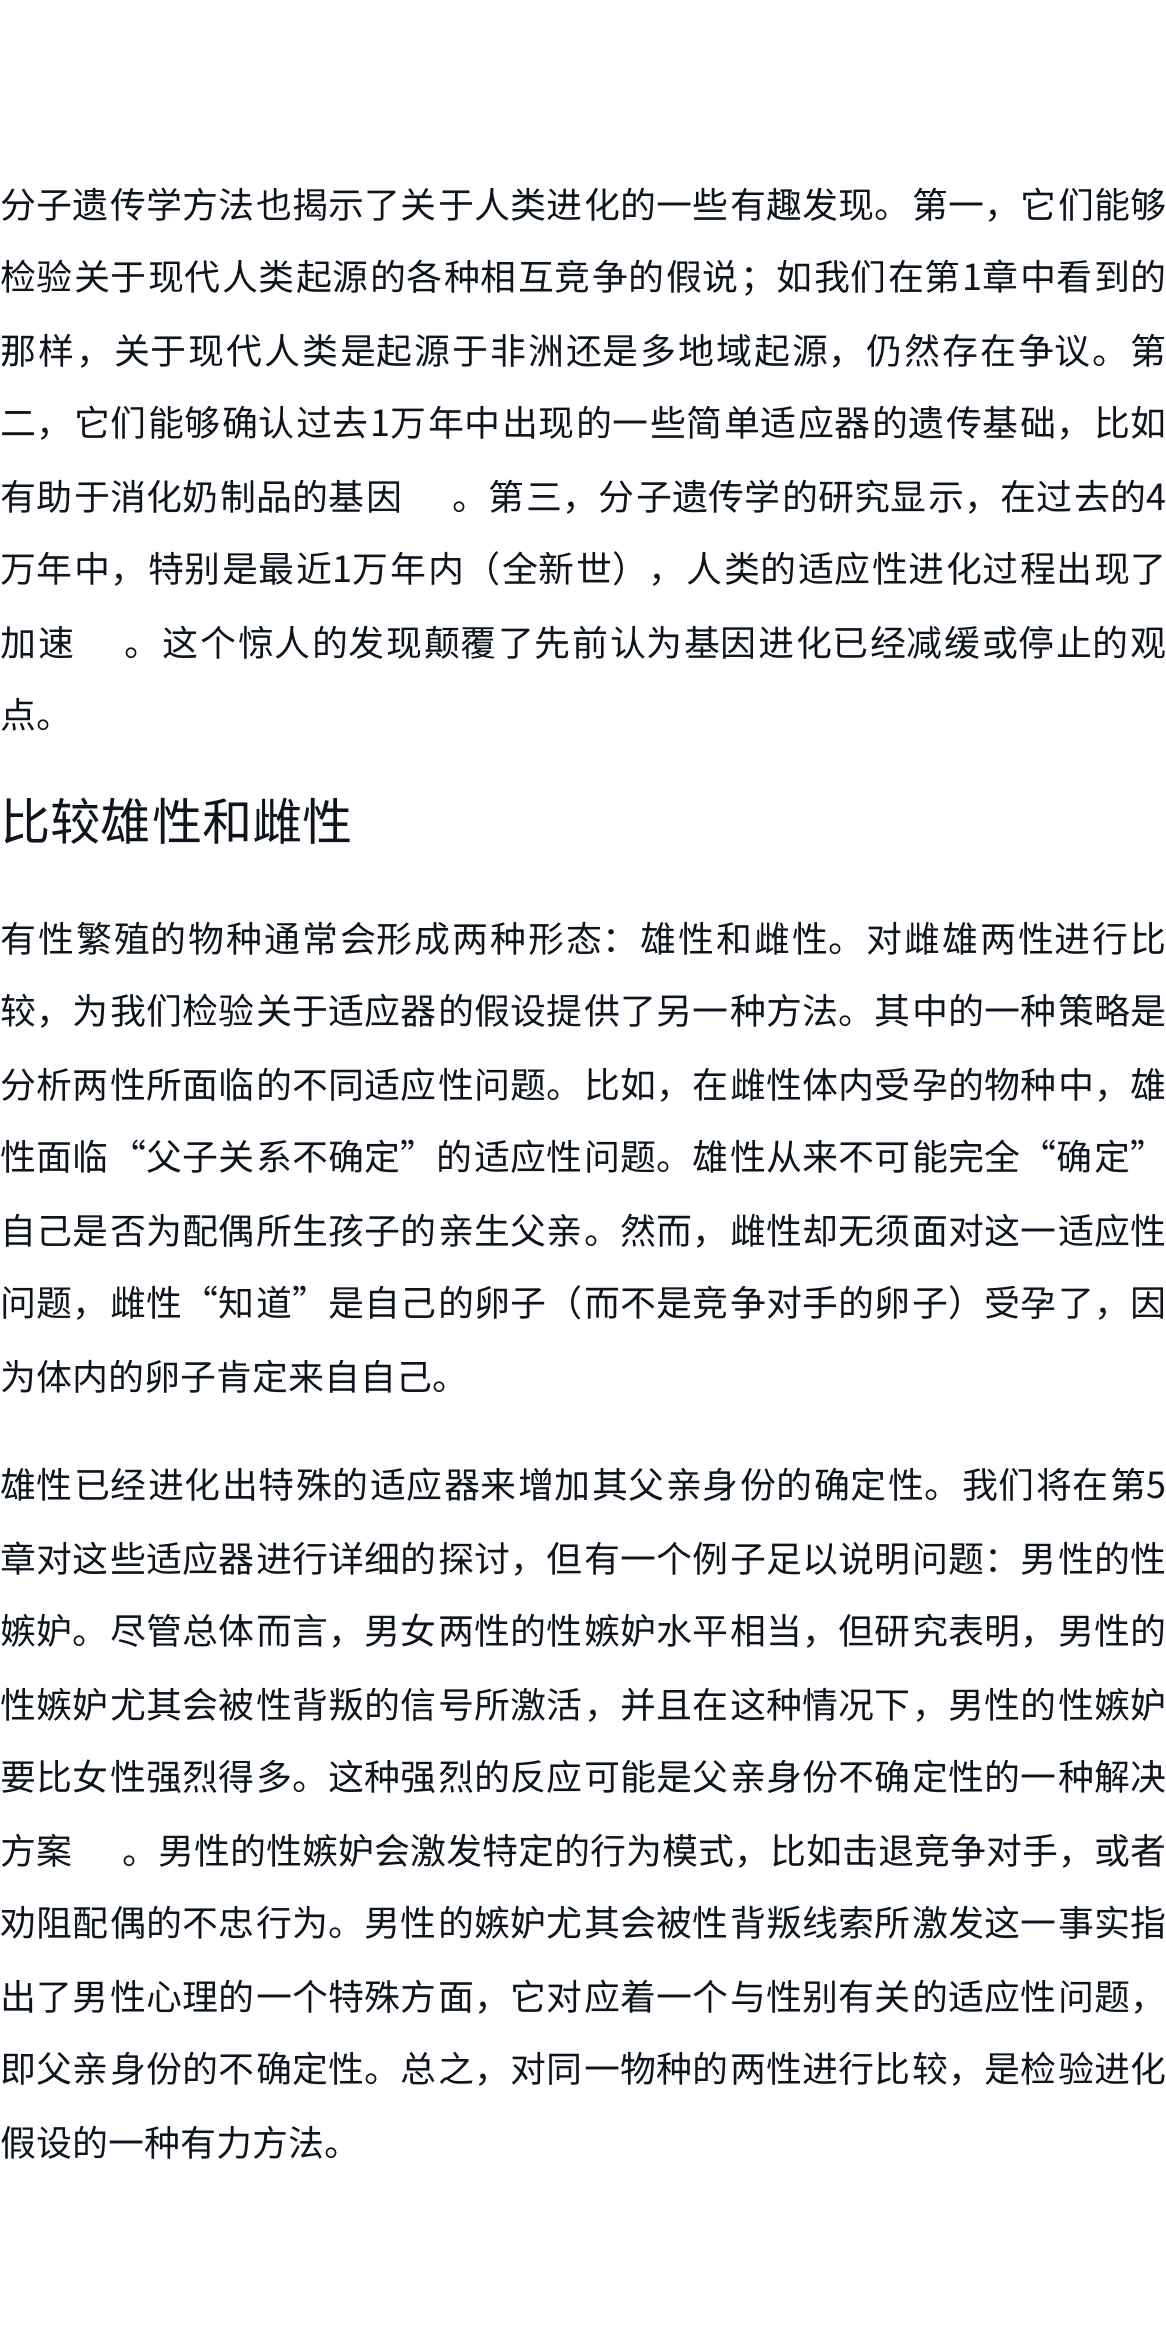 分子遗传学方法也揭示了关于人类进化的一些有趣发现。第一，它们能够
检验关于现代人类起源的各种相互竞争的假说；如我们在第1章中看到的
那样，关于现代人类是起源于非洲还是多地域起源，仍然存在争议。第
二，它们能够确认过去1万年中出现的一些简单适应器的遗传基础，比如
有助于消化奶制品的基因　。第三，分子遗传学的研究显示，在过去的4
万年中，特别是最近1万年内（全新世），人类的适应性进化过程出现了
加速　。这个惊人的发现颠覆了先前认为基因进化已经减缓或停止的观
点。
比较雄性和雌性
有性繁殖的物种通常会形成两种形态：雄性和雌性。对雌雄两性进行比
较，为我们检验关于适应器的假设提供了另一种方法。其中的一种策略是
分析两性所面临的不同适应性问题。比如，在雌性体内受孕的物种中，雄
性面临“父子关系不确定”的适应性问题。雄性从来不可能完全“确定”
自己是否为配偶所生孩子的亲生父亲。然而，雌性却无须面对这一适应性
问题，雌性“知道”是自己的卵子（而不是竞争对手的卵子）受孕了，因
为体内的卵子肯定来自自己。
雄性已经进化出特殊的适应器来增加其父亲身份的确定性。我们将在第5
章对这些适应器进行详细的探讨，但有一个例子足以说明问题：男性的性
嫉妒。尽管总体而言，男女两性的性嫉妒水平相当，但研究表明，男性的
性嫉妒尤其会被性背叛的信号所激活，并且在这种情况下，男性的性嫉妒
要比女性强烈得多。这种强烈的反应可能是父亲身份不确定性的一种解决
方案　。男性的性嫉妒会激发特定的行为模式，比如击退竞争对手，或者
劝阻配偶的不忠行为。男性的嫉妒尤其会被性背叛线索所激发这一事实指
出了男性心理的一个特殊方面，它对应着一个与性别有关的适应性问题，
即父亲身份的不确定性。总之，对同一物种的两性进行比较，是检验进化
假设的一种有力方法。